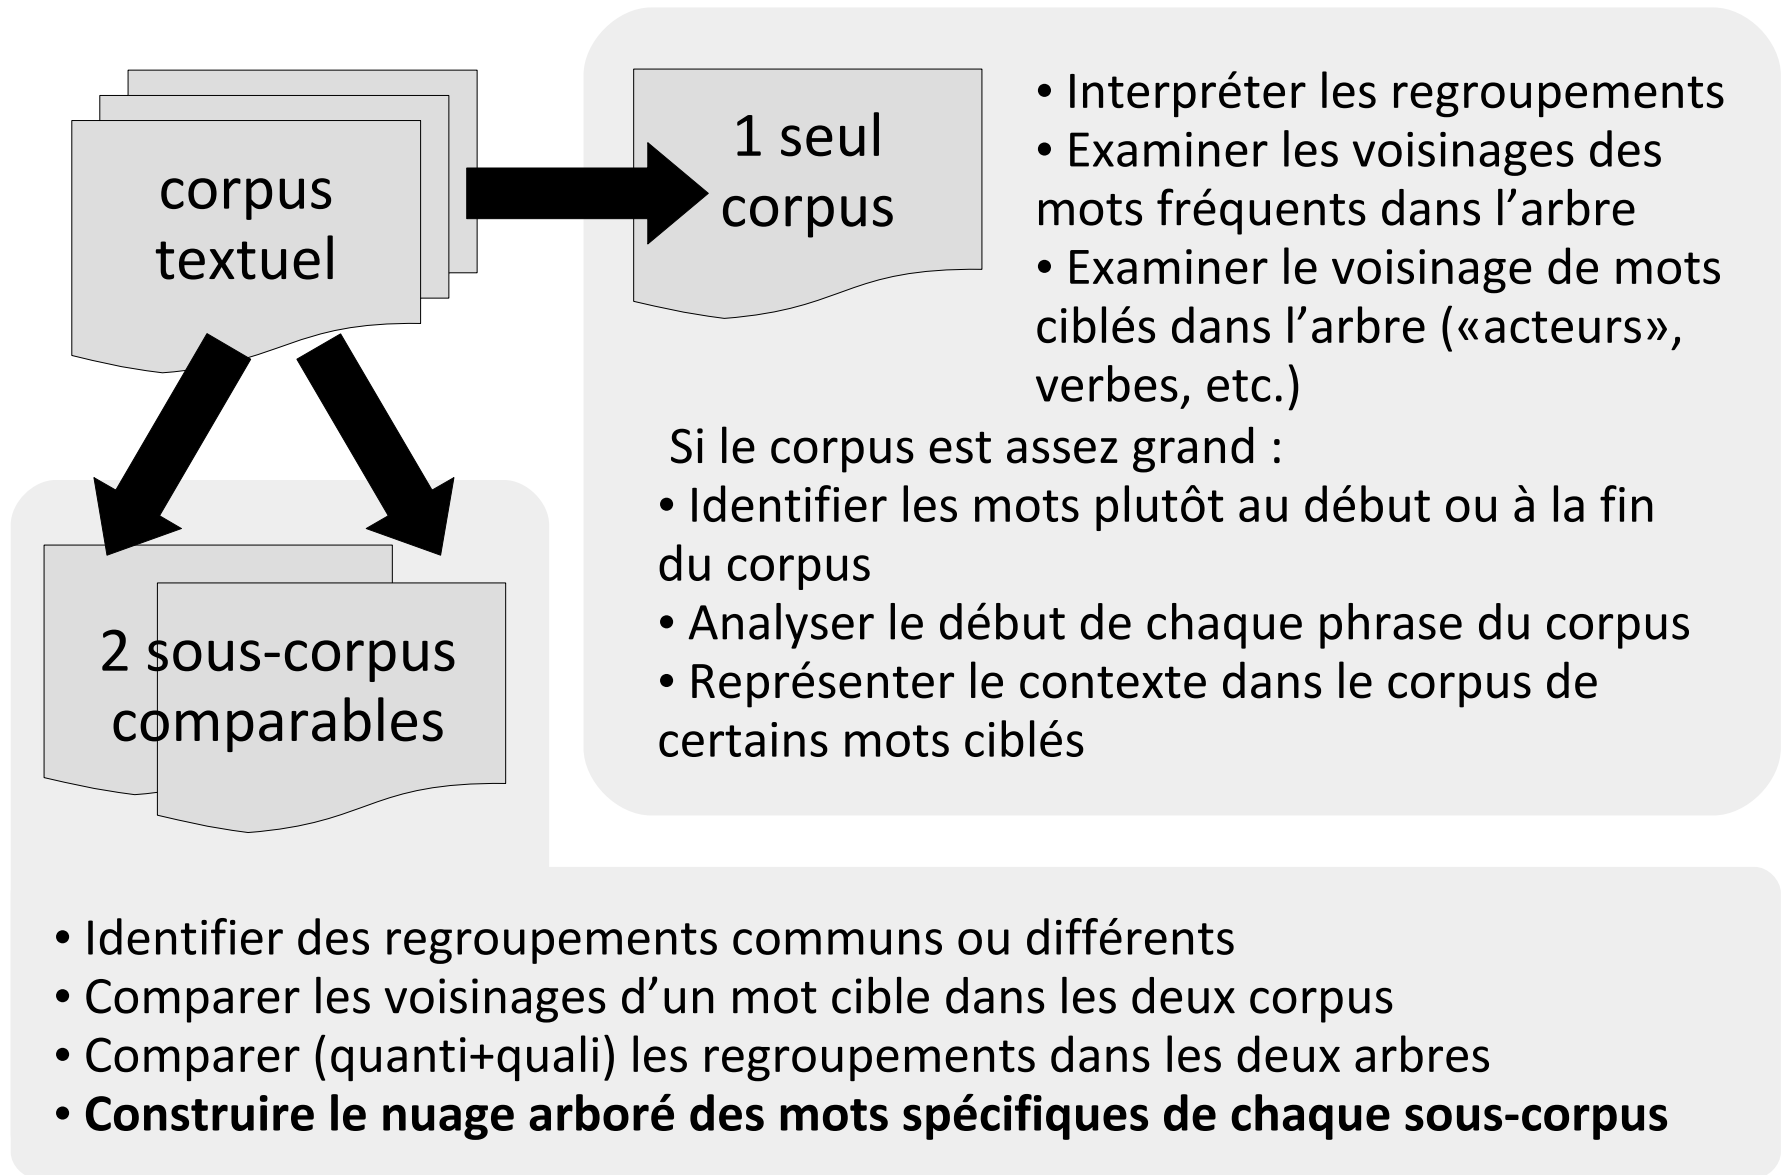 corpus
textuel
1 seul
corpus
• Interpréter les regroupements
• Examiner les voisinages des
mots fréquents dans l’arbre
• Examiner le voisinage de mots
ciblés dans l’arbre («acteurs»,
verbes, etc.)
Si le corpus est assez grand :
• Identifier les mots plutôt au début ou à la fin
du corpus
• Analyser le début de chaque phrase du corpus
• Représenter le contexte dans le corpus de
certains mots ciblés
2 sous-corpus
comparables
• Identifier des regroupements communs ou différents
• Comparer les voisinages d’un mot cible dans les deux corpus
• Comparer (quanti+quali) les regroupements dans les deux arbres
• Construire le nuage arboré des mots spécifiques de chaque sous-corpus